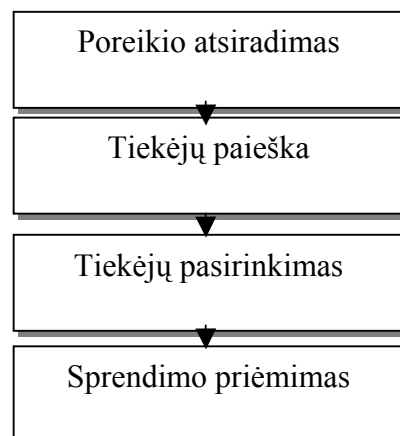 Poreikio atsiradimas
Tiekėjų paieška
Tiekėjų pasirinkimas
Sprendimo priėmimas